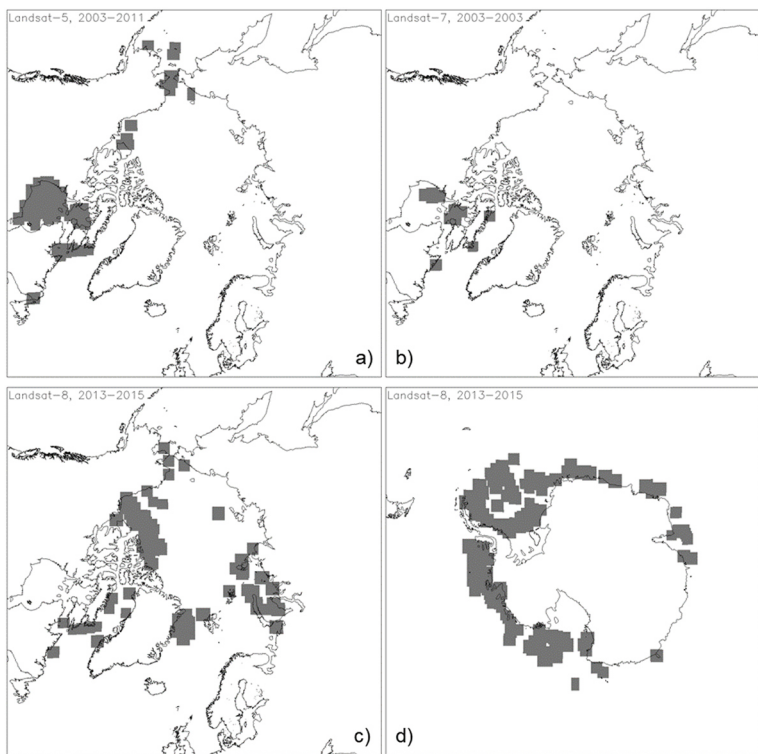 Landsat-5, 2003-2011
a)
Landsat-7, 2003-2003
b)
Landsat-8, 2013-2015
c)
Landsat-8, 2013-2015
d)